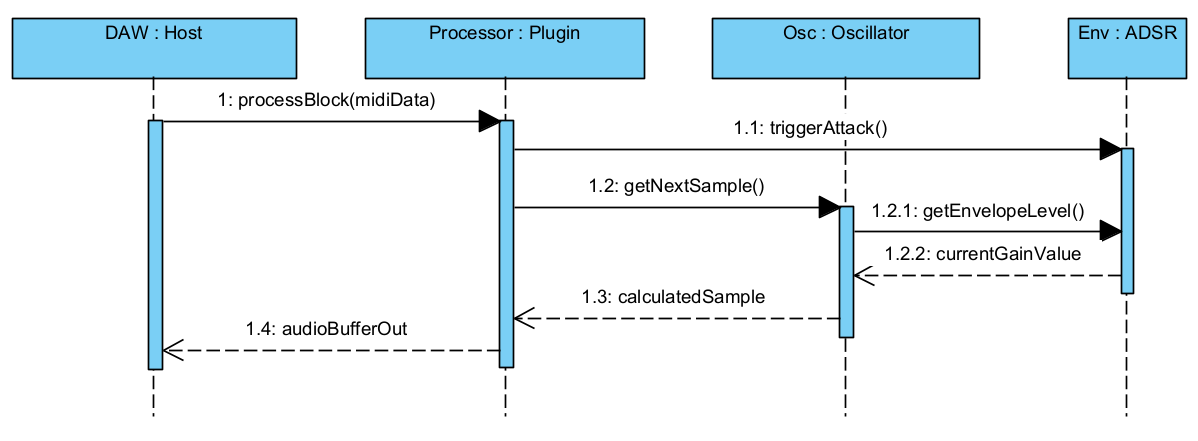 DAW : Host
Processor : Plugin
Osc : Oscillator
Env : ADSR
1: processBlock(midiData)
1.1: triggerAttack()
1.2: getNextSample()
1.2.1: getEnvelopeLevel()
1.2.2: currentGainValue
1.3: calculatedSample
1.4: audioBufferOut